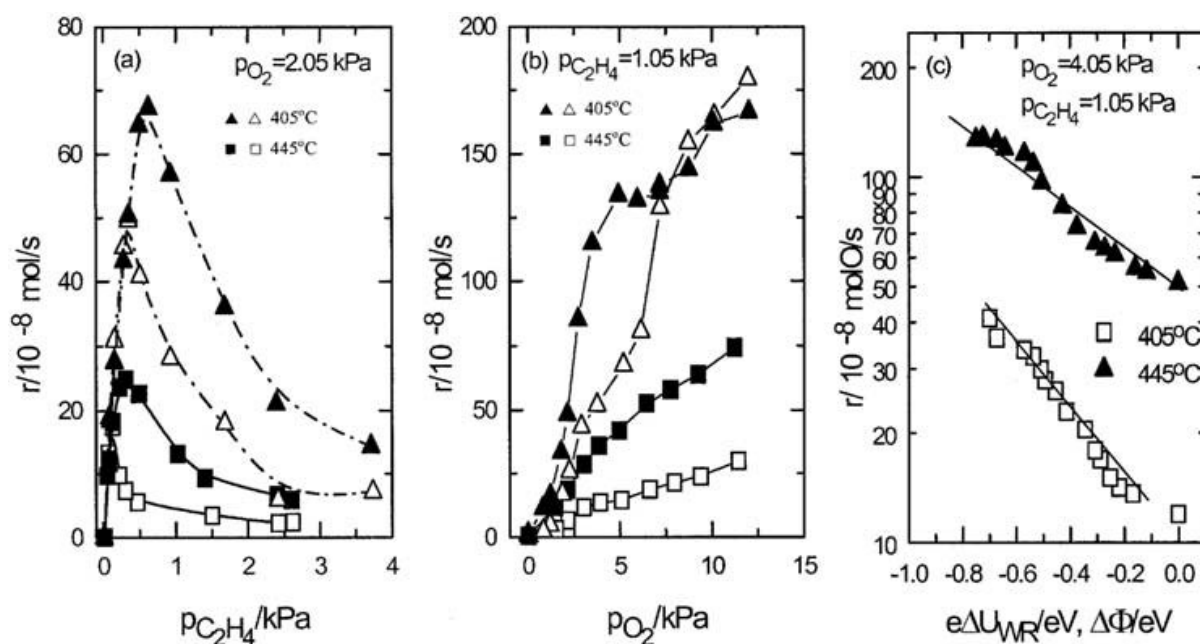 (a)
pO2=2.05 kPa
▲ △ 405°C
■ □ 445°C
80
60
40
20
0
0 1 2 3 4
r/10 -8 mol/s
pC2H4/kPa
(b)
pC2H4=1.05 kPa
▲ △ 405°C
■ □ 445°C
200
150
100
50
0
0 5 10 15
r/10 -8 mol/s
pO2/kPa
(c)
pO2=4.05 kPa
pC2H4=1.05 kPa
200
100
90
80
70
60
50
40
30
20
10
□ 405°C
▲ 445°C
-1.0 -0.8 -0.6 -0.4 -0.2 0.0
r/ 10 -8 molO/s
eΔUWR/eV, ΔΦ/eV